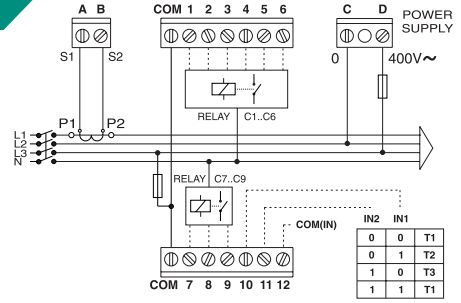 A B
COM 1 2 3 4 5 6
C D
POWER SUPPLY
S1 S2
0 400V~
RELAY C1..C6
P1 P2
L1
L2
L3
N
RELAY C7..C9
COM(IN)
IN2 IN1
0 0 T1
0 1 T2
1 0 T3
1 1 T1
COM 7 8 9 10 11 12